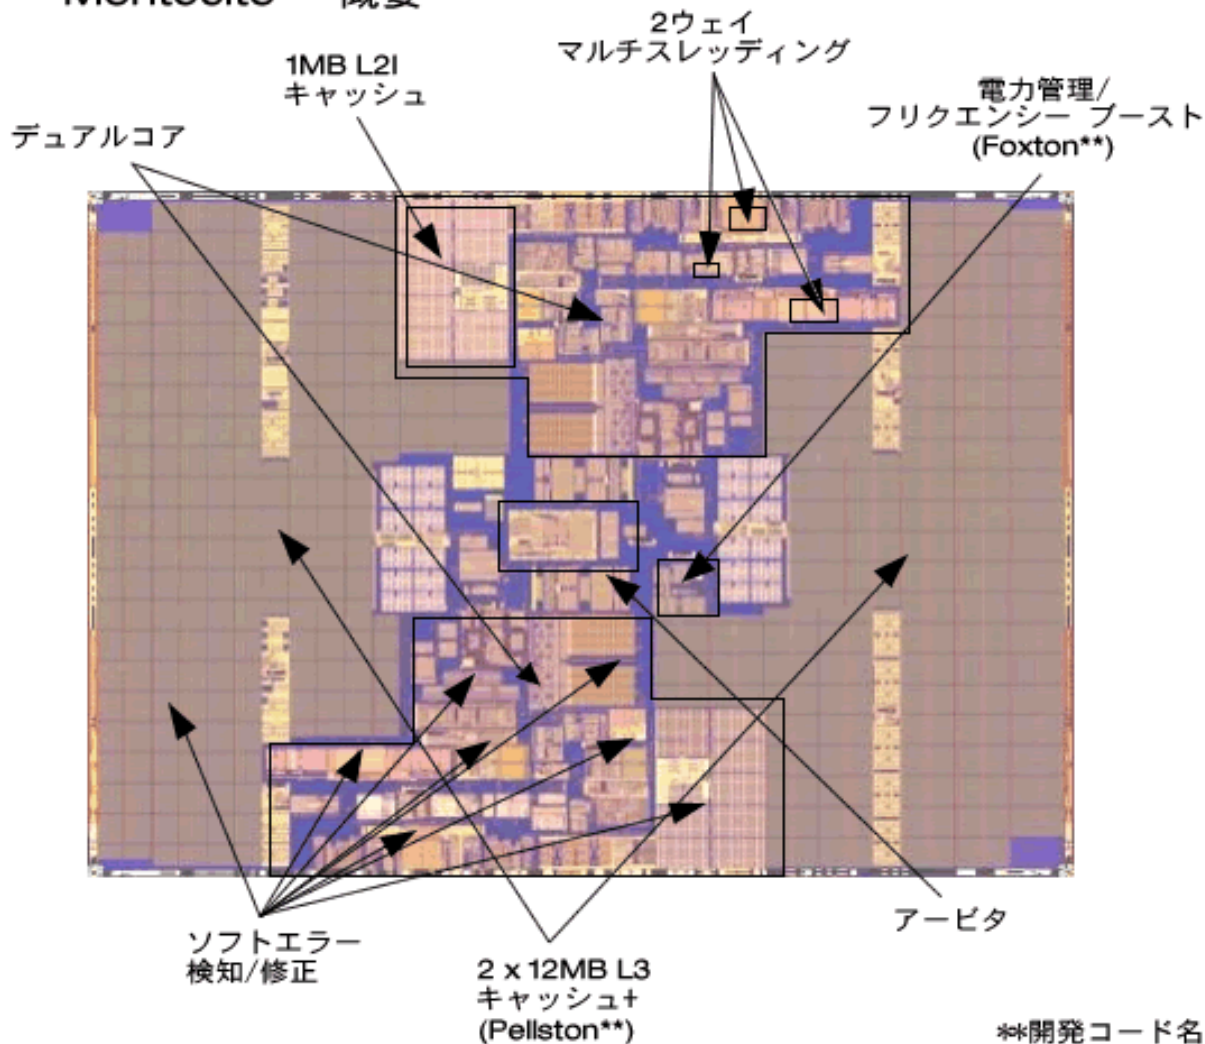 1MB L2I
キャッシュ
2ウェイ
マルチスレッディング
電力管理/
フリクエンシー ブースト
(Foxton**)
デュアルコア
アービタ
ソフトエラー
検知/修正
2 x 12MB L3
キャッシュ+
(Pellston**)
**開発コード名